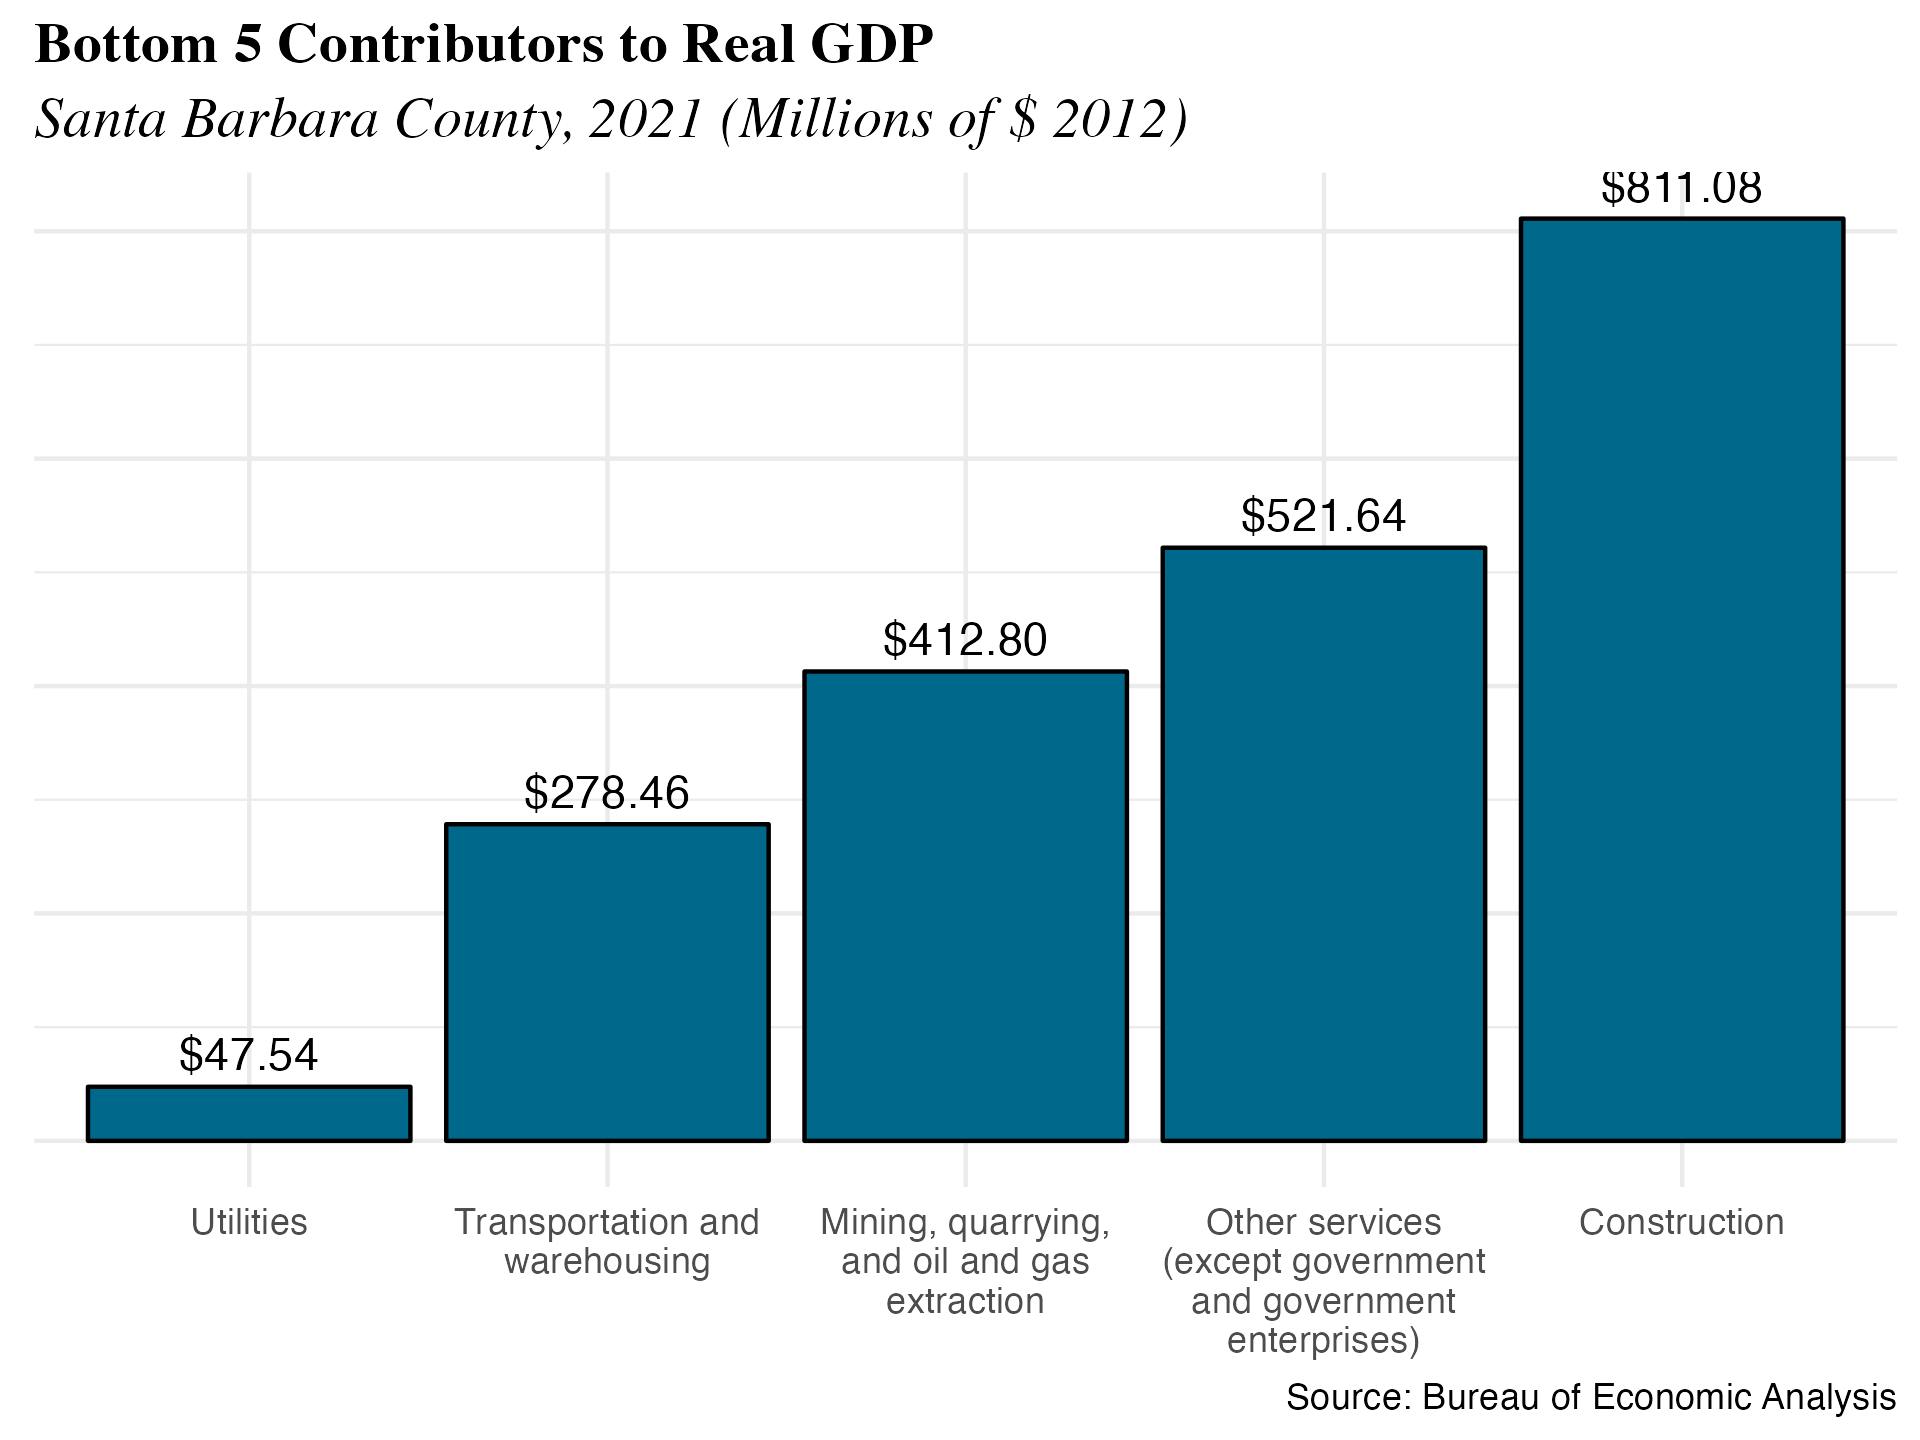 Bottom 5 Contributors to Real GDP
Santa Barbara County, 2021 (Millions of $ 2012)
$811.08
$521.64
$412.80
$278.46
$47.54
Utilities
Transportation and
warehousing
Mining, quarrying,
and oil and gas
extraction
Other services
(except government
and government
enterprises)
Construction
Source: Bureau of Economic Analysis